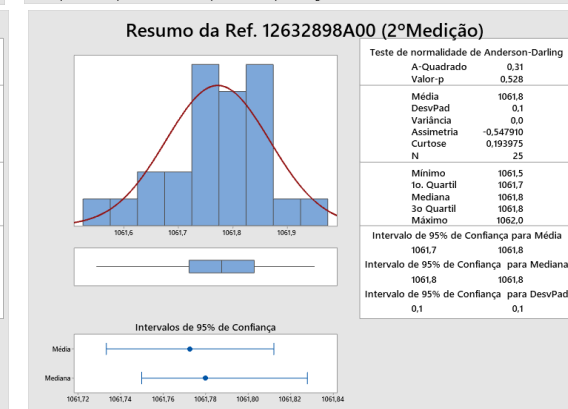 Resumo da Ref. 12632898A00 (2ºMedição)
Teste de normalidade de Anderson-Darling
A-Quadrado 0,31
Valor-p 0,528
Média 1061,8
DesvPad 0,1
Variância 0,0
Assimetria -0,547910
Curtose 0,193975
N 25
Mínimo 1061,5
1o. Quartil 1061,7
Mediana 1061,8
3o Quartil 1061,8
Máximo 1062,0
Intervalo de 95% de Confiança para Média
1061,7 1061,8
Intervalo de 95% de Confiança para Mediana
1061,8 1061,8
Intervalo de 95% de Confiança para DesvPad
0,1 0,1
1061,6 1061,7 1061,8 1061,9
Intervalos de 95% de Confiança
Média
Mediana
1061,72 1061,74 1061,76 1061,78 1061,80 1061,82 1061,84